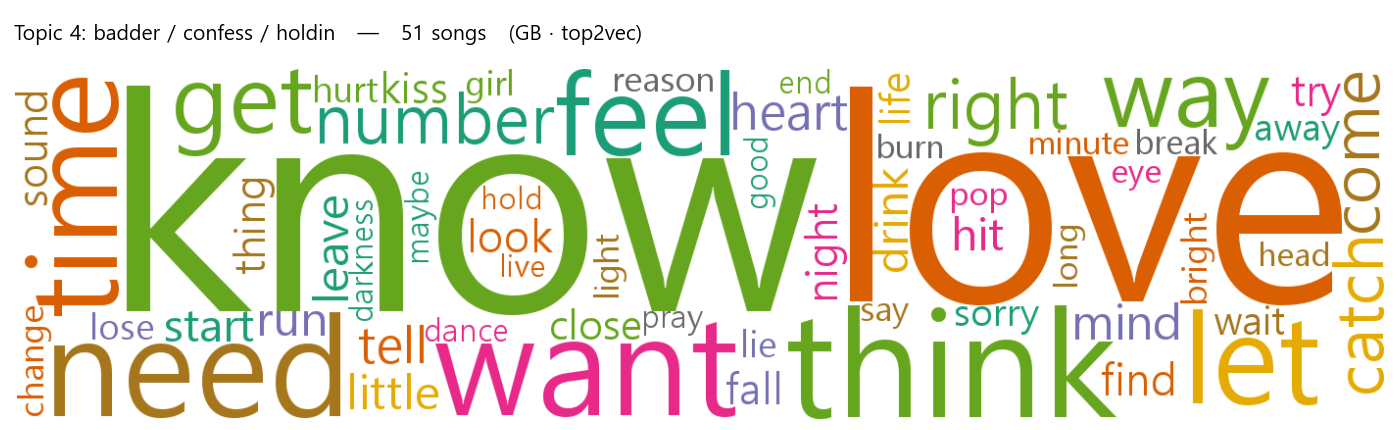 Topic 4: badder / confess / holdin — 51 songs (GB · top2vec)
sound
time
get
hurt
kiss
girl
number
feel
reason
heart
end
life
right
way
try
away
come
burn
minute
break
eye
know
love
thing
leave
darkness
maybe
hold
look
live
light
good
night
drink
pop
hit
long
bright
head
catch
change
lose
start
run
need
tell
little
dance
want
close
pray
lie
fall
think
say
sorry
mind
find
let
wait